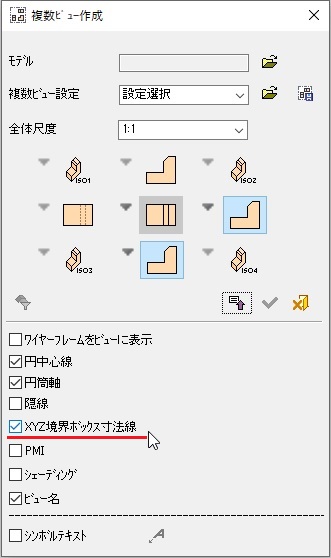 複数ビュー作成
モデル
複数ビュー設定 設定選択
全体尺度 1:1
ISO1 ISO2
ISO3 ISO4
ワイヤーフレームをビューに表示
円中心線
円筒軸
隠線
XYZ境界ボックス寸法線
PMI
シェーディング
ビュー名
シンボルテキスト A